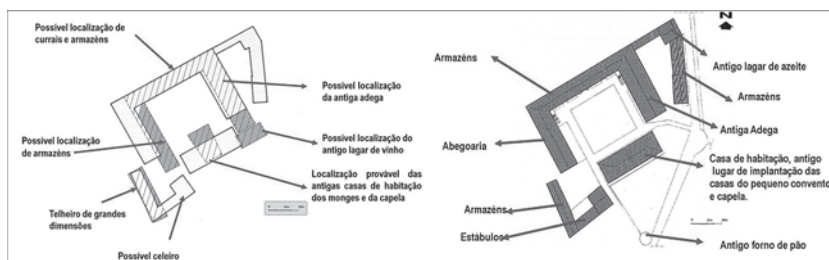 Possível localização de
currais e armazéns
Possível localização
da antiga adega
Possível localização
de armazéns
Possível localização do
antigo lagar de vinho
Localização provável das
antigas casas de habitação
dos monges e da capela
Telheiro de grandes
dimensões
Possível celeiro
N
Armazéns
Antigo lagar de azeite
Armazéns
Abegoaria
Antiga Adega
Casa de habitação, antigo
lugar de implantação das
casas do pequeno convento
e capela.
Armazéns
Estábulos
Antigo forno de pão